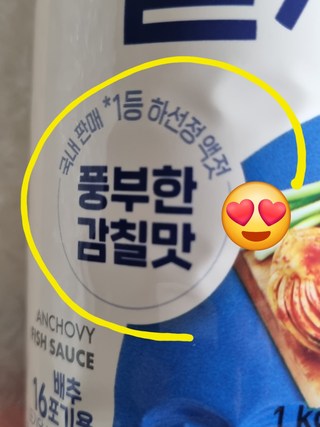 국내 판매 *1등 하선정 액젓
풍부한
감칠맛
ANCHOVY
FISH SAUCE
배추
16포기용
1 kg